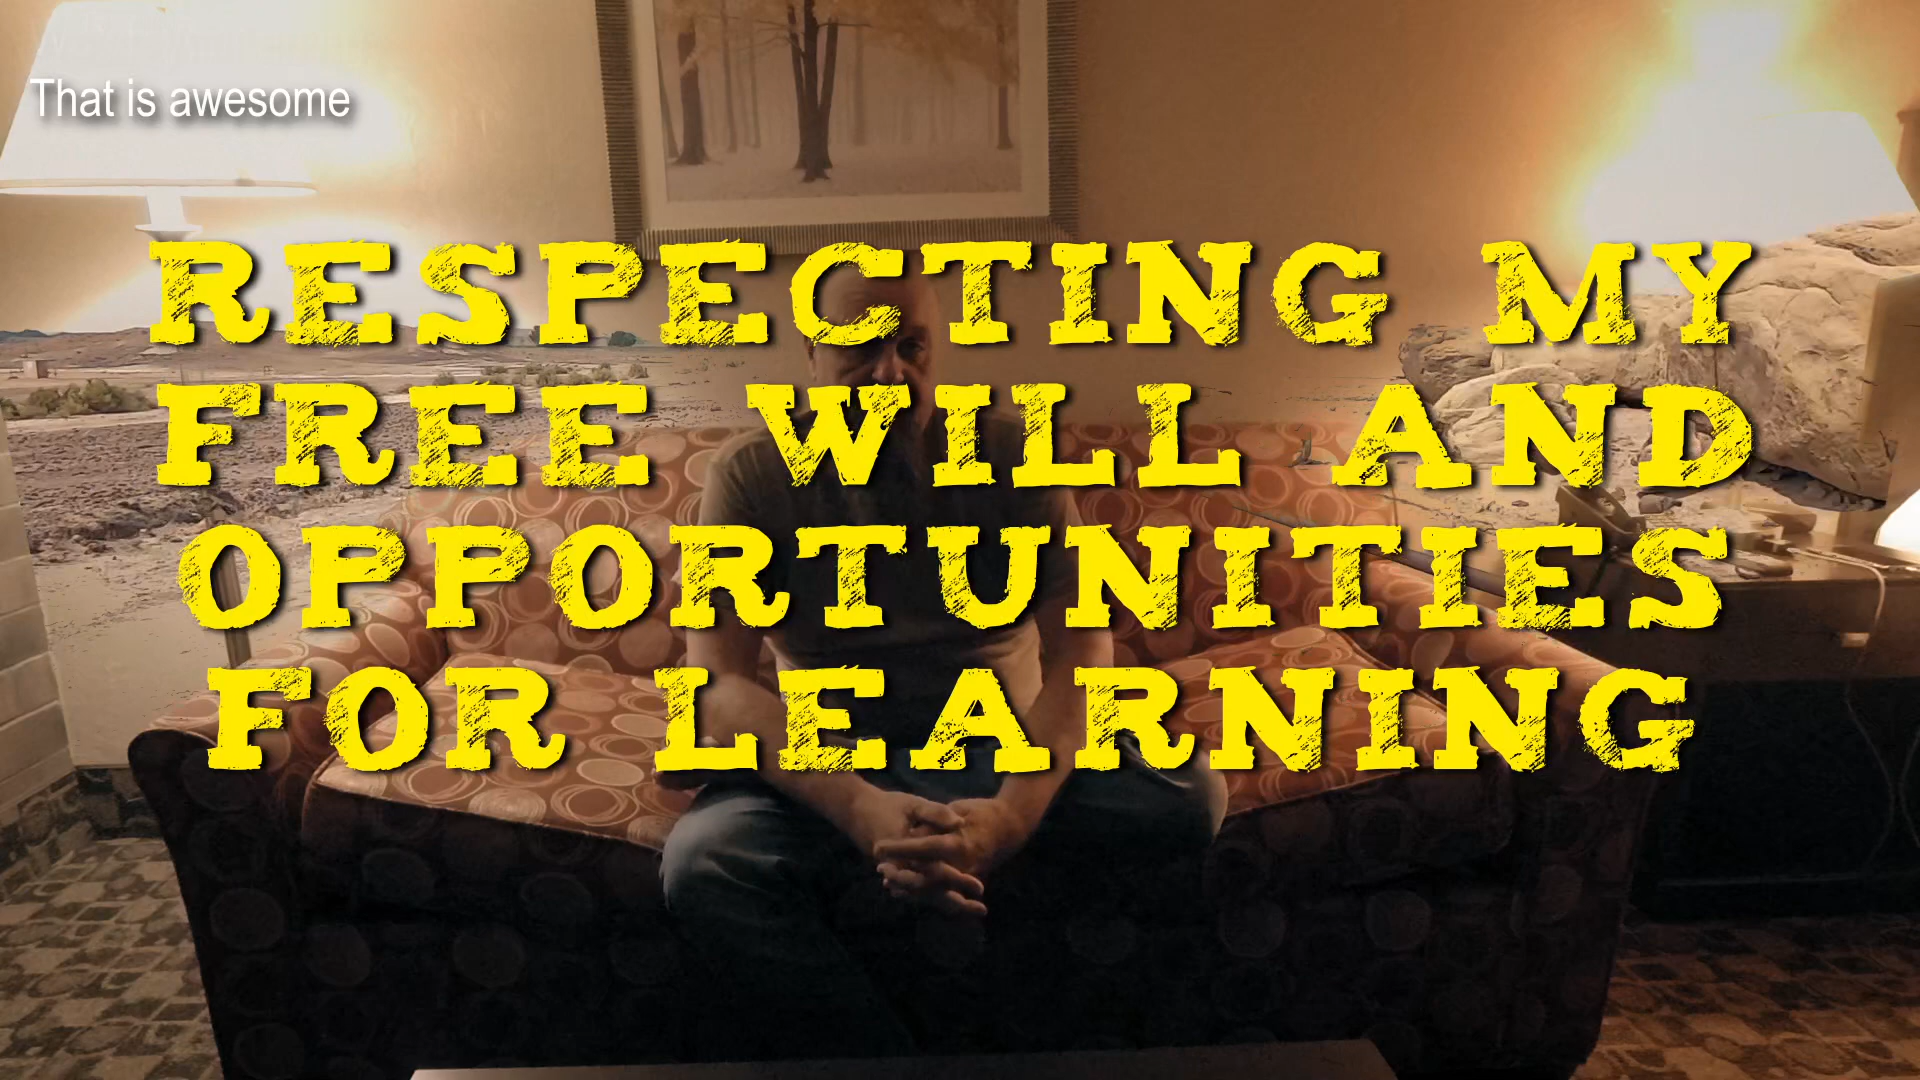 That is awesome
RESPECTING MY
FREE WILL AND
OPPORTUNITIES
FOR LEARNING